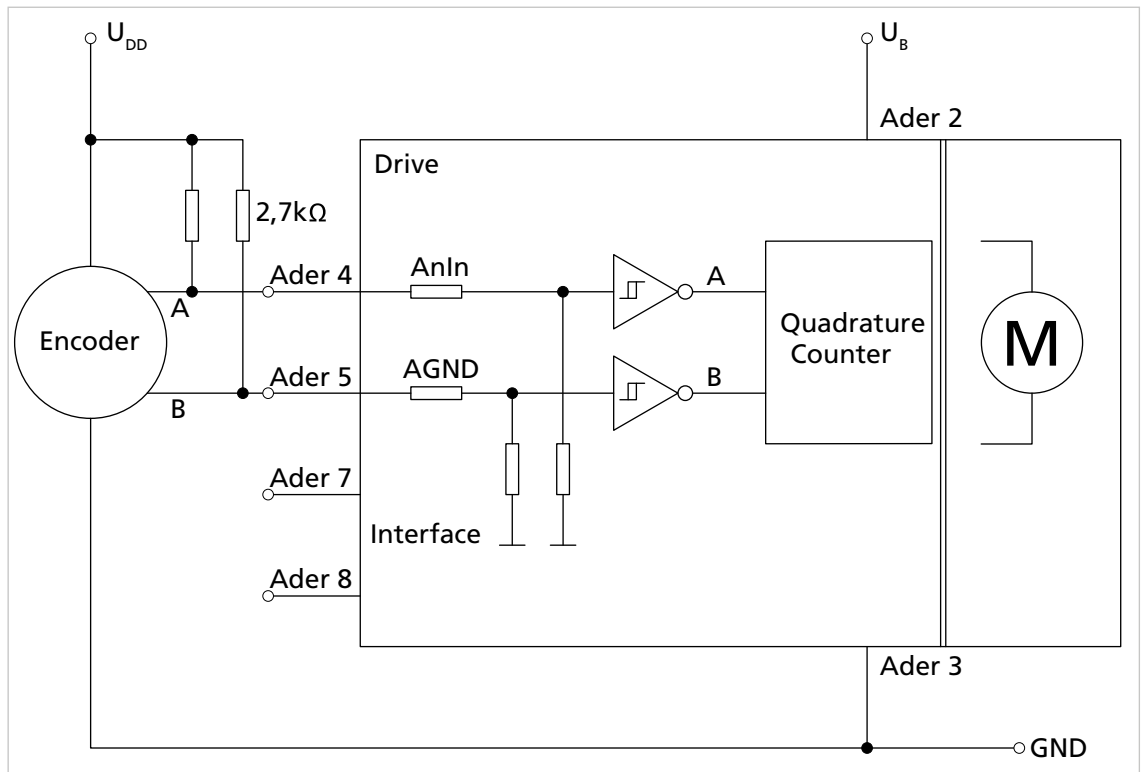 U_DD
U_B
Ader 2
Drive
2,7kΩ
Ader 4
AnIn
A
A
Encoder
Quadrature
Counter
M
Ader 5
AGND
B
B
Ader 7
Interface
Ader 8
Ader 3
GND